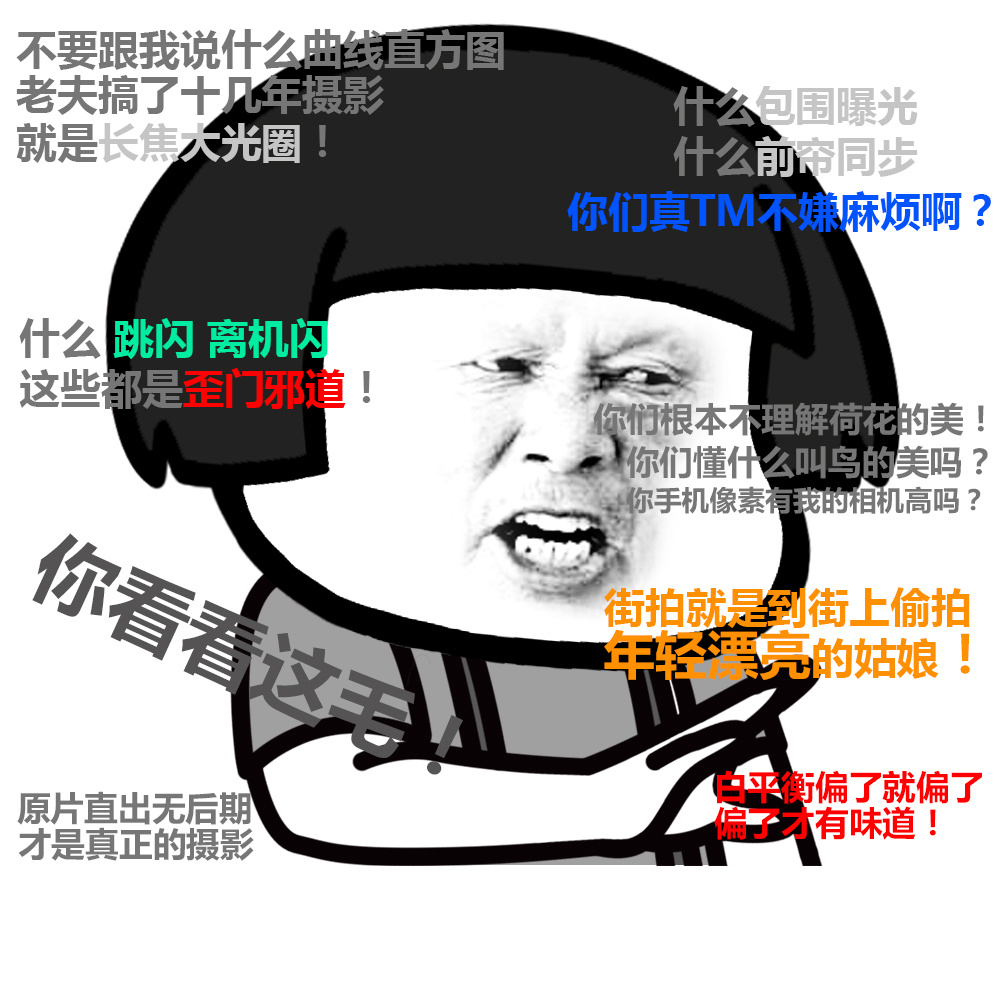 不要跟我说什么曲线直方图
老夫搞了十几年摄影
就是长焦大光圈！
什么包围曝光
什么前帘同步
你们真TM不嫌麻烦啊？
什么 跳闪 离机闪
这些都是歪门邪道！
你们根本不理解荷花的美！
你们懂什么叫鸟的美吗？
你手机像素有我的相机高吗？
你看看这毛！
街拍就是到街上偷拍
年轻漂亮的姑娘！
白平衡偏了就偏了
偏了才有味道！
原片直出无后期
才是真正的摄影